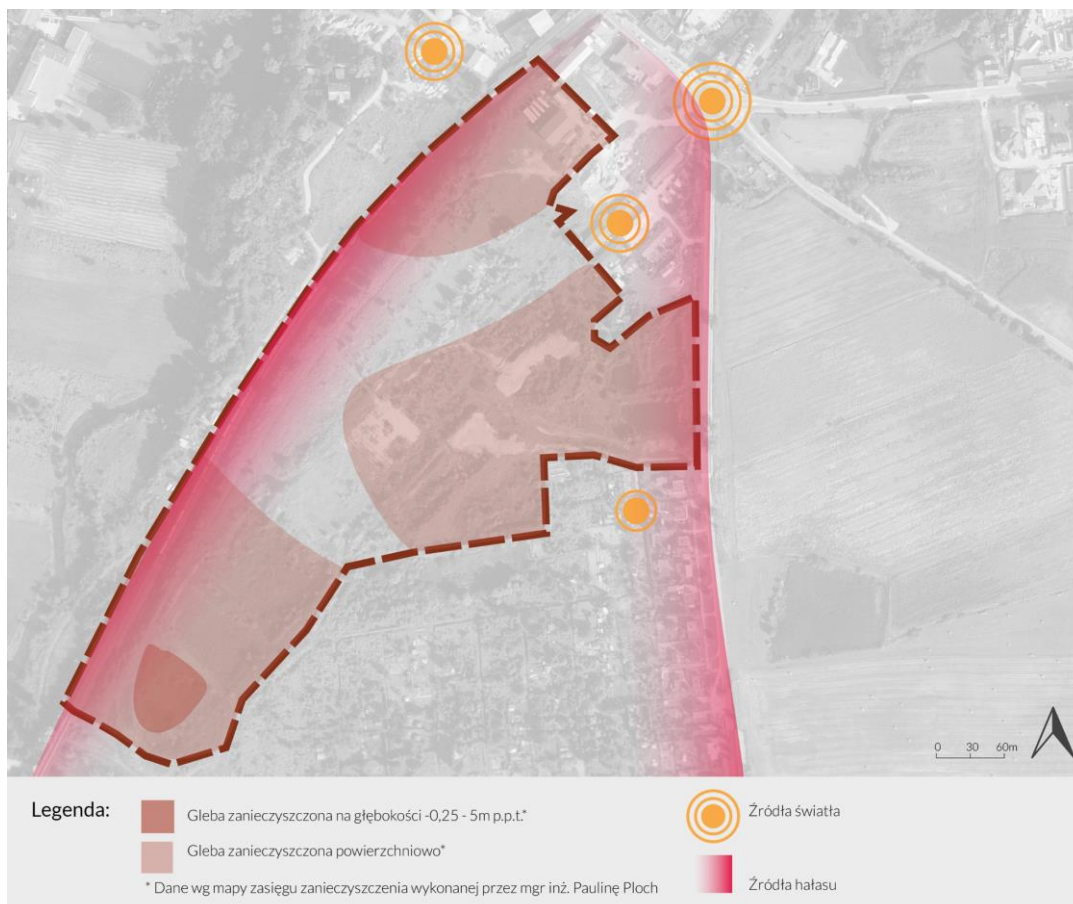 0 30 60m
Legenda:
Gleba zanieczyszczona na głębokości -0,25 - 5m p.p.t.*
Gleba zanieczyszczona powierzchniowo*
* Dane wg mapy zasięgu zanieczyszczenia wykonanej przez mgr inż. Paulinę Ploch
Źródła światła
Źródła hałasu